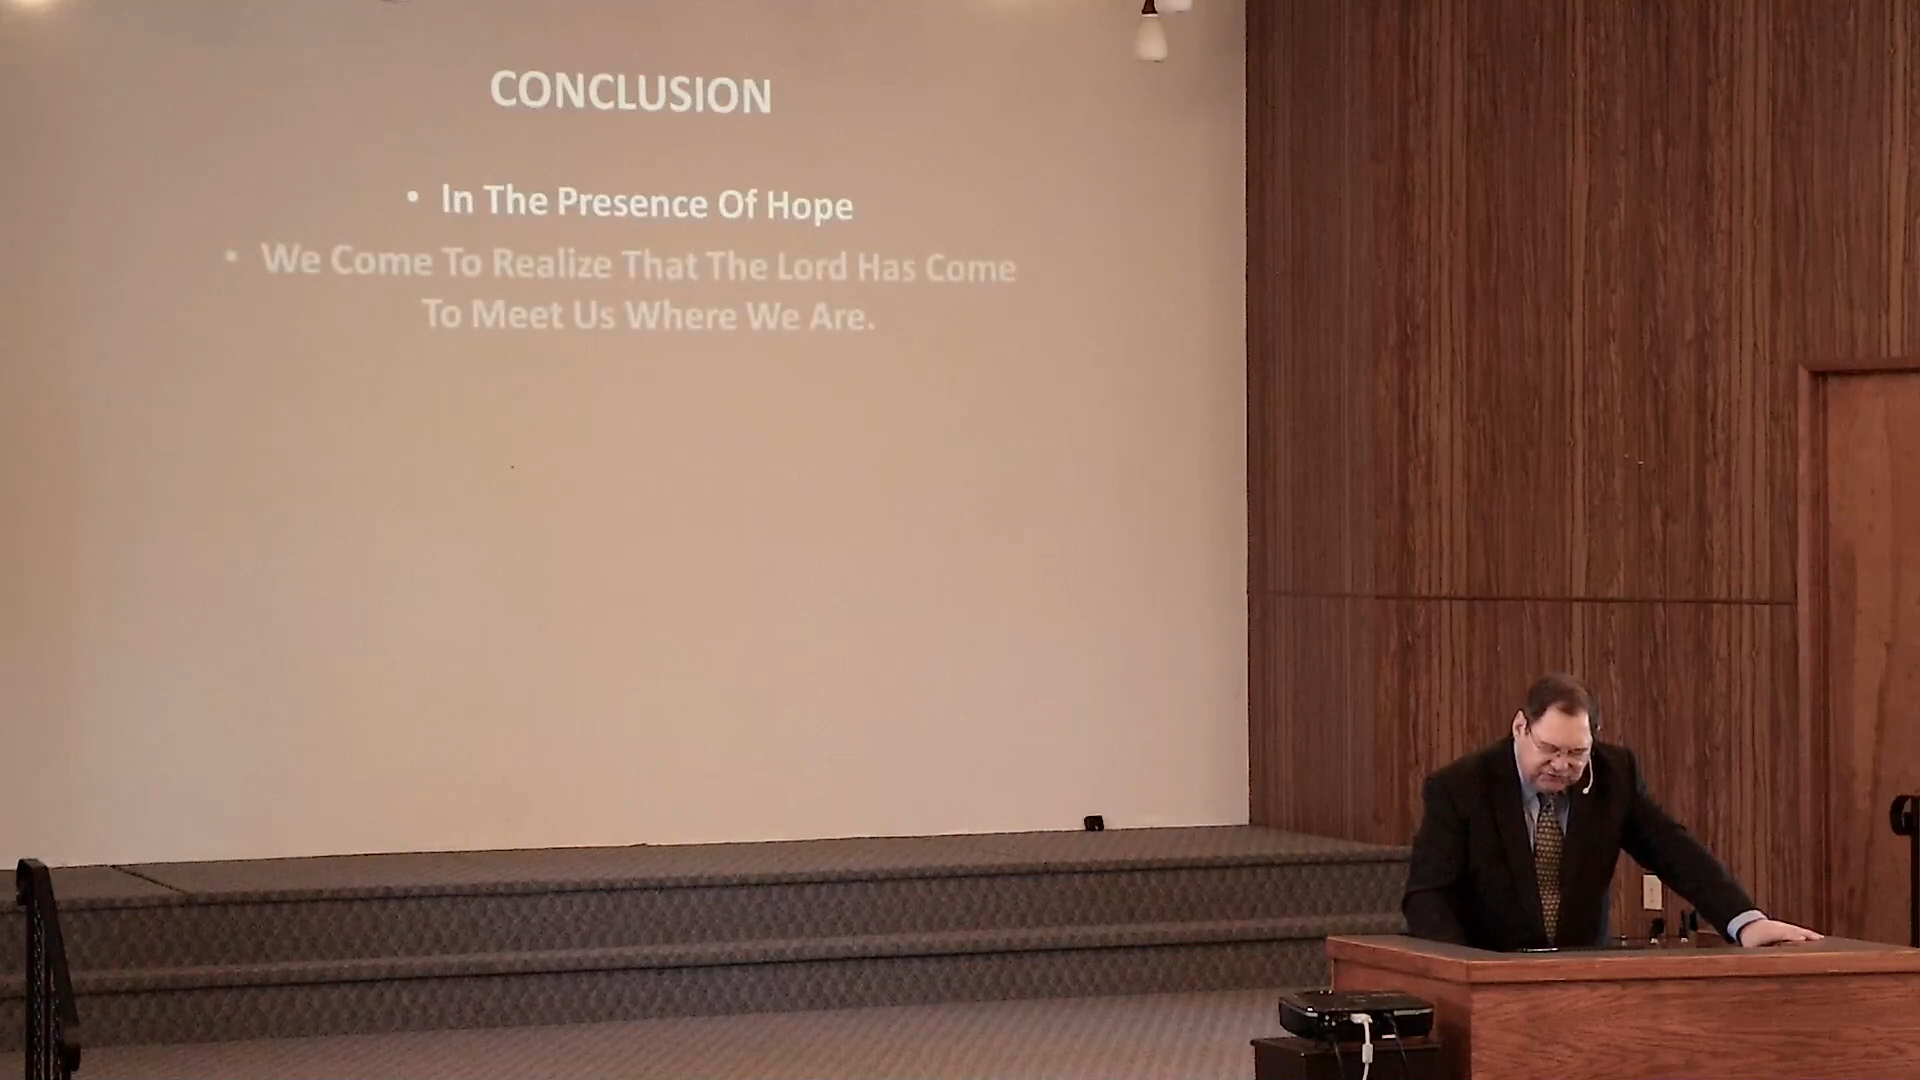 CONCLUSION
• In The Presence Of Hope
• We Come To Realize That The Lord Has Come
To Meet Us Where We Are.